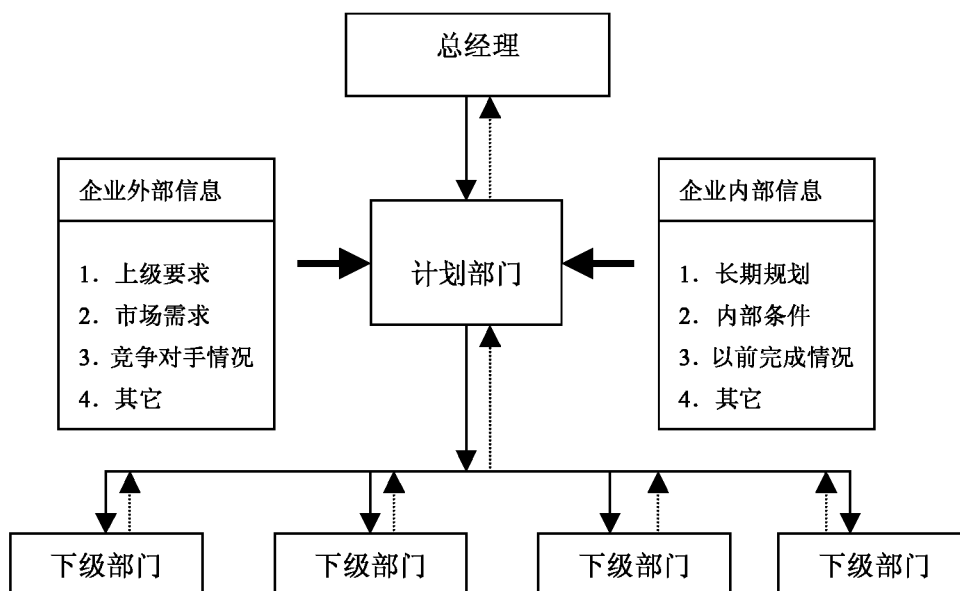 总经理
企业外部信息
1. 上级要求
2. 市场需求
3. 竞争对手情况
4. 其它
计划部门
企业内部信息
1. 长期规划
2. 内部条件
3. 以前完成情况
4. 其它
下级部门
下级部门
下级部门
下级部门